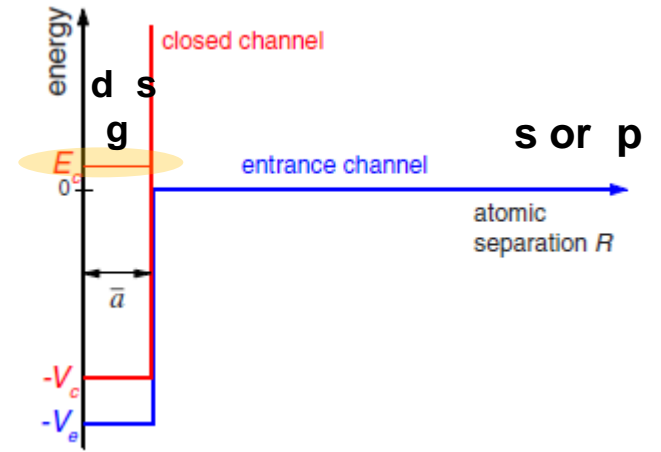 energy
closed channel
d s
g
s or p
E_c
entrance channel
0
atomic
separation R
ā
-V_c
-V_e